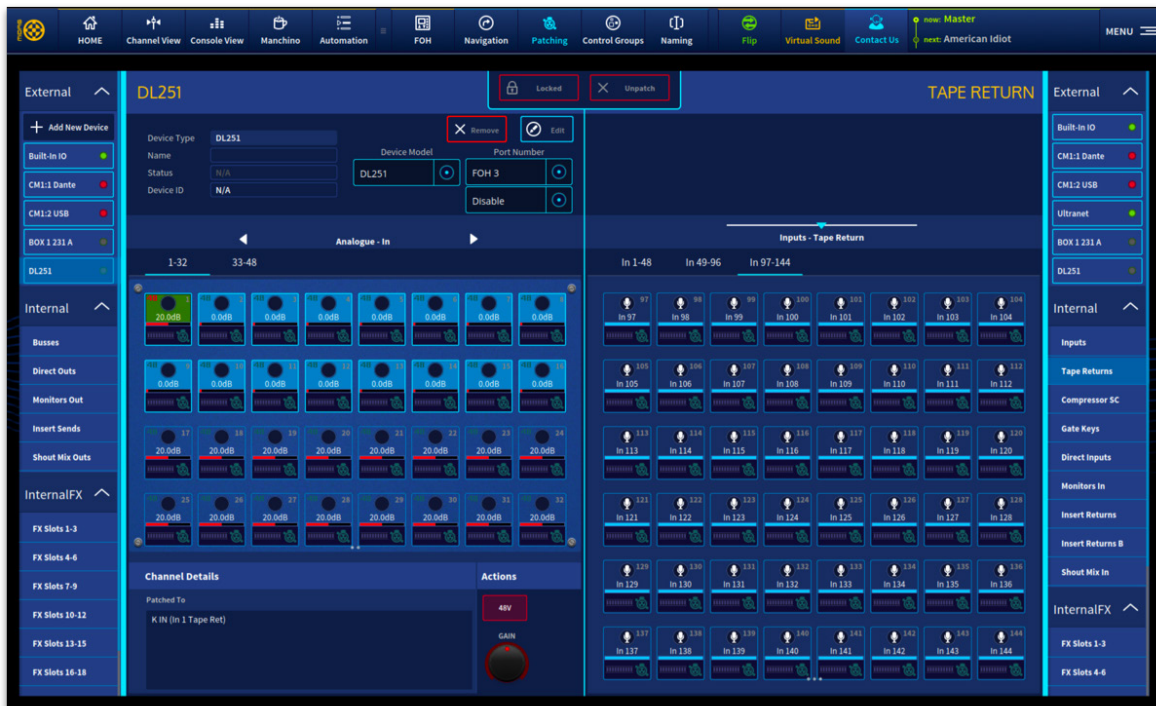 HOME
Channel View
Console View
Manchino
Automation
FOH
Navigation
Patching
Control Groups
Naming
Flip
Virtual Sound
Contact Us
now: Master
next: American Idiot
MENU
External
Add New Device
Built-In IO
CM1:1 Dante
CM1:2 USB
BOX 1 231 A
DL251
Internal
Busses
Direct Outs
Monitors Out
Insert Sends
Shout Mix Outs
InternalFX
FX Slots 1-3
FX Slots 4-6
FX Slots 7-9
FX Slots 10-12
FX Slots 13-15
FX Slots 16-18
DL251
Locked
Unpatch
TAPE RETURN
Device Type DL251
Name
Status N/A
Device ID N/A
Remove
Edit
Device Model
Port Number
DL251
FOH 3
Disable
Analogue - In
1-32 33-48
1 2 3 4 5 6 7 8
20.0dB 0.0dB 0.0dB 0.0dB 0.0dB 0.0dB 0.0dB 0.0dB
9 10 11 12 13 14 15 16
0.0dB 0.0dB 0.0dB 0.0dB 0.0dB 0.0dB 0.0dB 0.0dB
17 18 19 20 21 22 23 24
20.0dB 20.0dB 20.0dB 20.0dB 20.0dB 20.0dB 20.0dB 20.0dB
25 26 27 28 29 30 31 32
20.0dB 20.0dB 20.0dB 20.0dB 20.0dB 20.0dB 20.0dB 20.0dB
Channel Details
Patched To
K IN (In 1 Tape Ret)
Actions
48V
GAIN
Inputs - Tape Return
In 1-48 In 49-96 In 97-144
97 98 99 100 101 102 103 104
In 97 In 98 In 99 In 100 In 101 In 102 In 103 In 104
105 106 107 108 109 110 111 112
In 105 In 106 In 107 In 108 In 109 In 110 In 111 In 112
113 114 115 116 117 118 119 120
In 113 In 114 In 115 In 116 In 117 In 118 In 119 In 120
121 122 123 124 125 126 127 128
In 121 In 122 In 123 In 124 In 125 In 126 In 127 In 128
129 130 131 132 133 134 135 136
In 129 In 130 In 131 In 132 In 133 In 134 In 135 In 136
137 138 139 140 141 142 143 144
In 137 In 138 In 139 In 140 In 141 In 142 In 143 In 144
External
Built-In IO
CM1:1 Dante
CM1:2 USB
Ultranet
BOX 1 231 A
DL251
Internal
Inputs
Tape Returns
Compressor SC
Gate Keys
Direct Inputs
Monitors In
Insert Returns
Insert Returns B
Shout Mix In
InternalFX
FX Slots 1-3
FX Slots 4-6